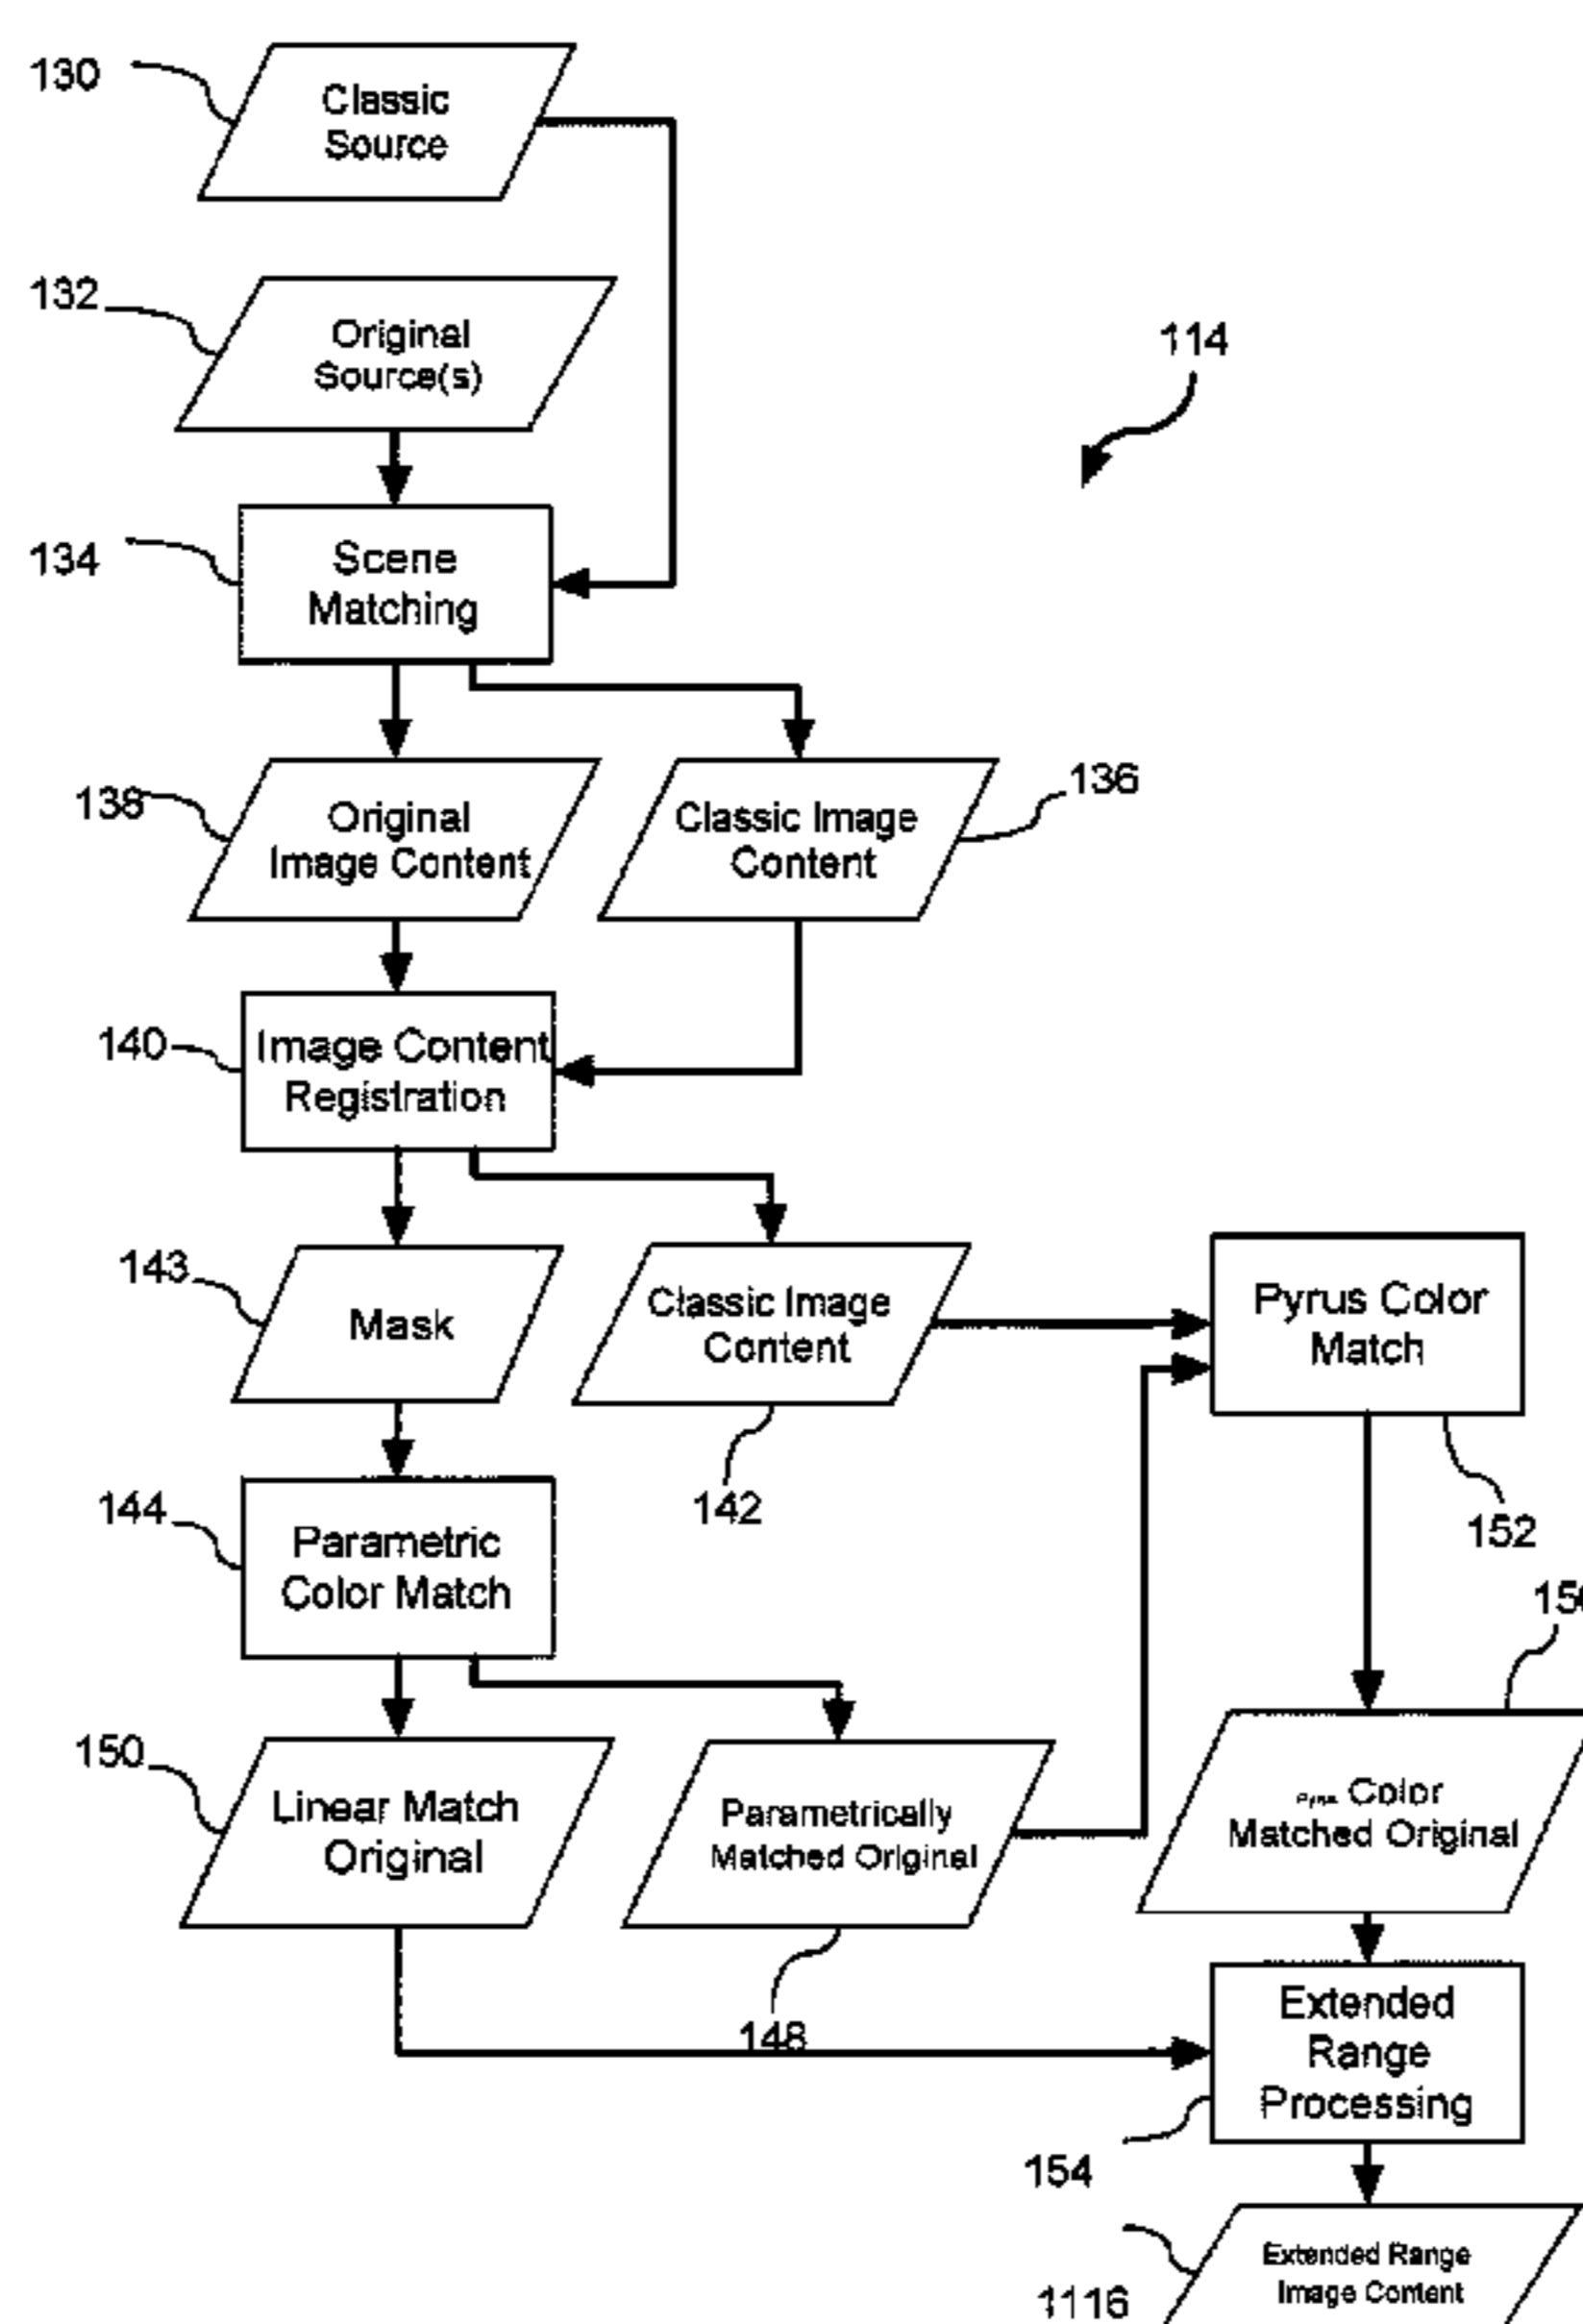 130
Classic
Source
132
Original
Source(s)
114
134
Scene
Matching
138
Original
Image Content
Classic Image
Content
136
140
Image Content
Registration
143
Mask
Classic Image
Content
142
Pyrus Color
Match
152
144
Parametric
Color Match
150
Linear Match
Original
Parametrically
Matched Original
148
Color
Matched Original
Extended
Range
Processing
154
Extended Range
Image Content
1116